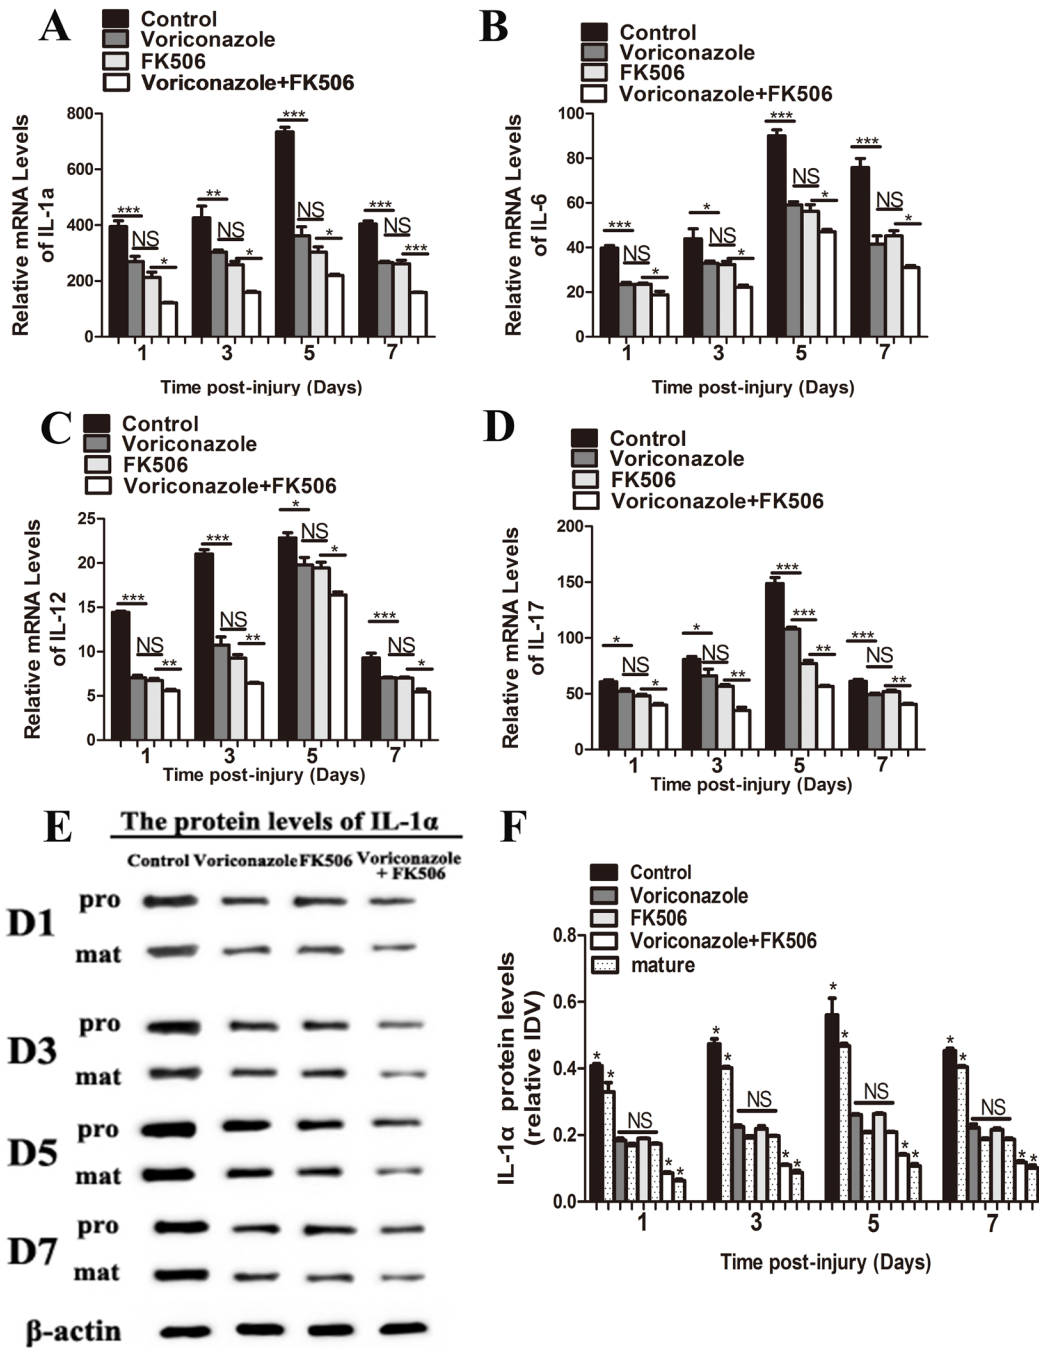 A
Control
Voriconazole
FK506
Voriconazole+FK506
Relative mRNA Levels
of IL-1a
800
600
400
200
0
***
NS
*
**
NS
*
***
NS
*
***
NS
***
1 3 5 7
Time post-injury (Days)
B
Control
Voriconazole
FK506
Voriconazole+FK506
Relative mRNA Levels
of IL-6
100
80
60
40
20
0
***
NS
*
*
NS
*
***
NS
*
***
NS
*
1 3 5 7
Time post-injury (Days)
C
Control
Voriconazole
FK506
Voriconazole+FK506
Relative mRNA Levels
of IL-12
25
20
15
10
5
0
***
NS
**
***
NS
**
*
NS
*
***
NS
*
1 3 5 7
Time post-injury (Days)
D
Control
Voriconazole
FK506
Voriconazole+FK506
Relative mRNA Levels
of IL-17
200
150
100
50
0
*
NS
*
*
NS
**
***
***
**
***
NS
**
1 3 5 7
Time post-injury (Days)
E
The protein levels of IL-1α
Control Voriconazole FK506 Voriconazole
+ FK506
D1
pro
mat
D3
pro
mat
D5
pro
mat
D7
pro
mat
β-actin
F
Control
Voriconazole
FK506
Voriconazole+FK506
mature
IL-1α protein levels
(relative IDV)
0.8
0.6
0.4
0.2
0.0
* * NS * *
* * NS * *
* * NS * *
* * NS * *
1 3 5 7
Time post-injury (Days)